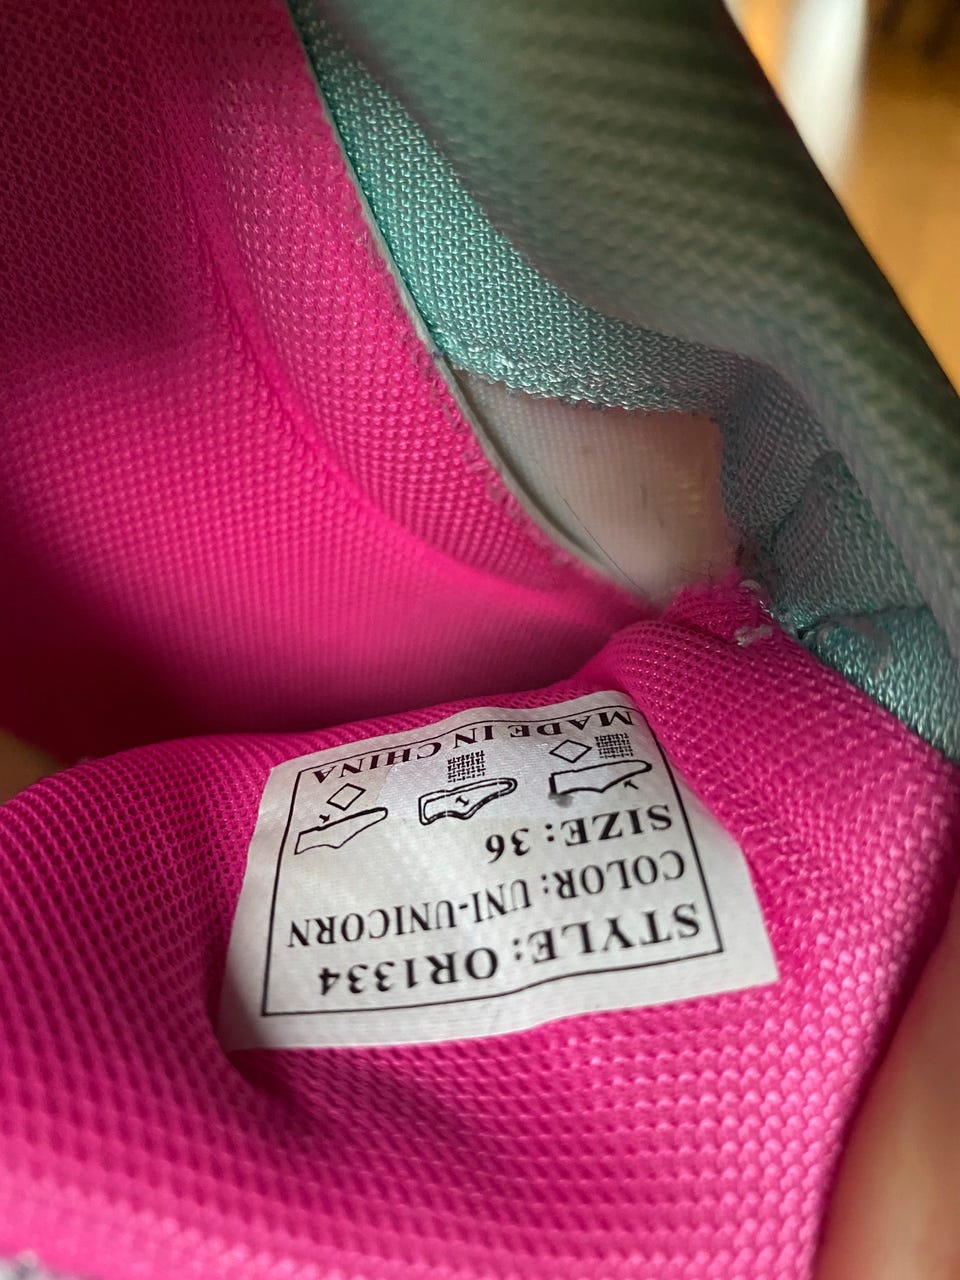 STYLE: OR1334
COLOR: UNI-UNICORN
SIZE: 36
MADE IN CHINA